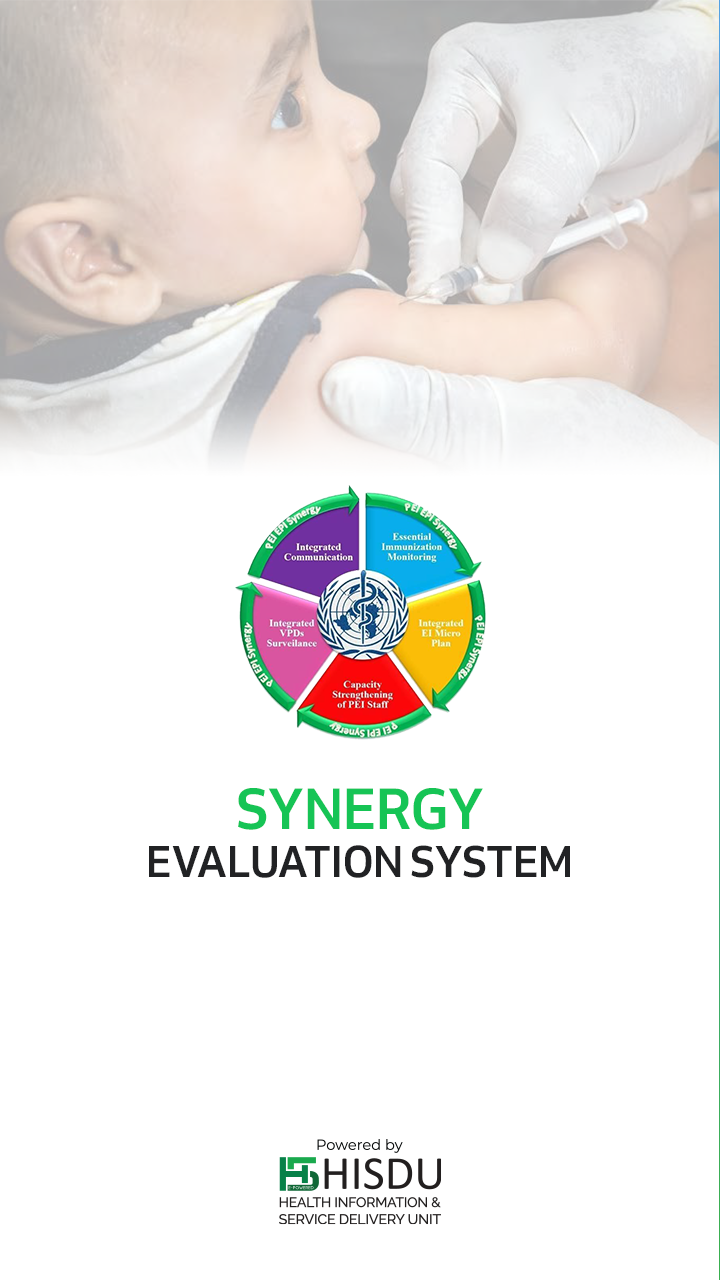 PEI EPI Synergy
PEI EPI Synergy
Integrated
Communication
Essential
Immunization
Monitoring
Integrated
VPDs
Surveilance
Integrated
EI Micro
Plan
PEI EPI Synergy
PEI EPI Synergy
Capacity
Strengthening
of PEI Staff
PEI EPI Synergy
SYNERGY
EVALUATION SYSTEM
Powered by
HISDU
E-POWERED
HEALTH INFORMATION &
SERVICE DELIVERY UNIT